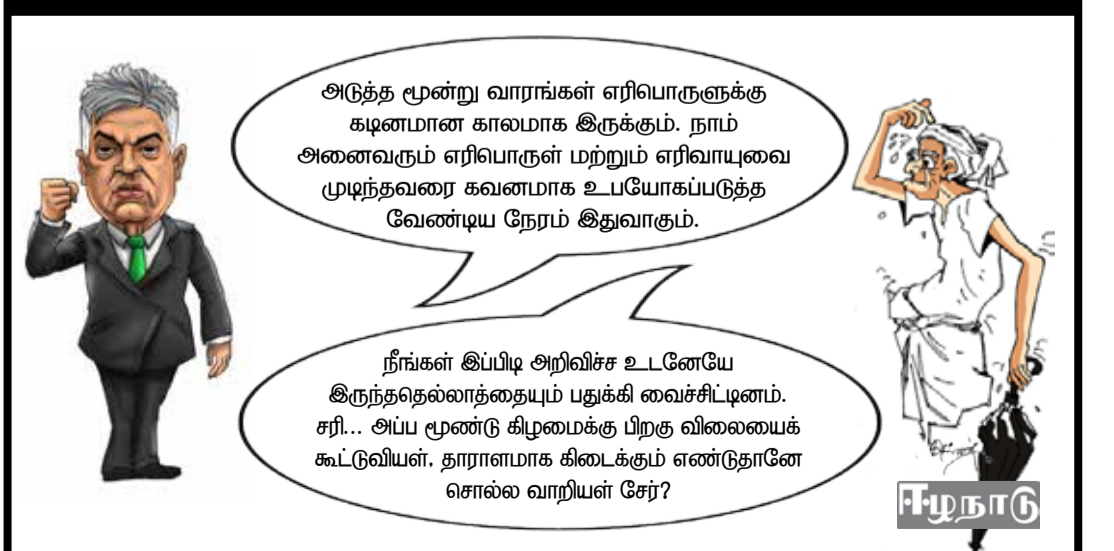 அடுத்த மூன்று வாரங்கள் எரிபொருளுக்கு
கடினமான காலமாக இருக்கும். நாம்
அனைவரும் எரிபொருள் மற்றும் எரிவாயுவை
முடிந்தவரை கவனமாக உபயோகப்படுத்த
வேண்டிய நேரம் இதுவாகும்.
நீங்கள் இப்பிடி அறிவிச்ச உடனேயே
இருந்ததெல்லாத்தையும் பதுக்கி வைச்சிட்டினம்.
சரி... அப்ப மூண்டு கிழமைக்கு பிறகு விலையைக்
கூட்டுவியள். தாராளமாக கிடைக்கும் எண்டுதானே
சொல்ல வாறியள் சேர்?
ஈழநாடு